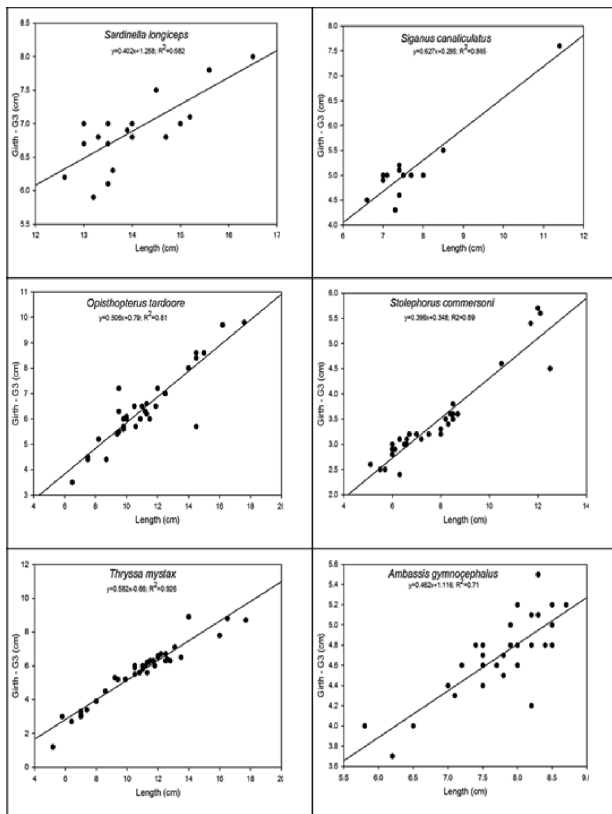 Sardinella longiceps
y=0.402x+1.258; R²=0.582
Girth - G3 (cm)
8.5
8.0
7.5
7.0
6.5
6.0
5.5
12 13 14 15 16 17
Length (cm)
Siganus canaliculatus
y=0.627x+0.285; R²=0.865
Girth - G3 (cm)
8.0
7.5
7.0
6.5
6.0
5.5
5.0
4.5
4.0
6 7 8 9 10 11 12
Length (cm)
Opisthopterus tardoore
y=0.506x+0.79; R²=0.81
Girth - G3 (cm)
11
10
9
8
7
6
5
4
3
4 6 8 10 12 14 16 18 20
Length (cm)
Stolephorus commersoni
y=0.396x+0.348; R2=0.89
Girth - G3 (cm)
6.0
5.5
5.0
4.5
4.0
3.5
3.0
2.5
2.0
4 6 8 10 12 14
Length (cm)
Thryssa mystax
y=0.582x-0.66; R²=0.926
Girth - G3 (cm)
12
10
8
6
4
2
0
4 6 8 10 12 14 16 18 20
Length (cm)
Ambassis gymnocephalus
y=0.462x+1.116; R²=0.71
Girth - G3 (cm)
5.6
5.4
5.2
5.0
4.8
4.6
4.4
4.2
4.0
3.8
3.6
5.5 6.0 6.5 7.0 7.5 8.0 8.5 9.0
Length (cm)